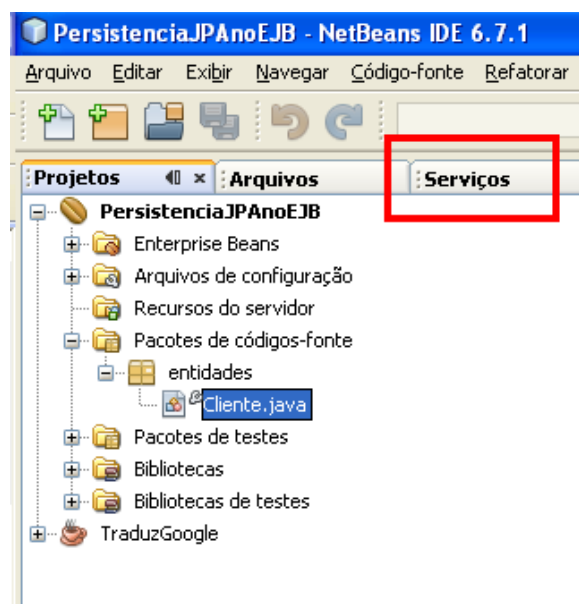 PersistenciaJPAnoEJB - NetBeans IDE 6.7.1
Arquivo Editar Exibir Navegar Código-fonte Refatorar
Projetos Arquivos Serviços
PersistenciaJPAnoEJB
Enterprise Beans
Arquivos de configuração
Recursos do servidor
Pacotes de códigos-fonte
entidades
Cliente.java
Pacotes de testes
Bibliotecas
Bibliotecas de testes
TraduzGoogle